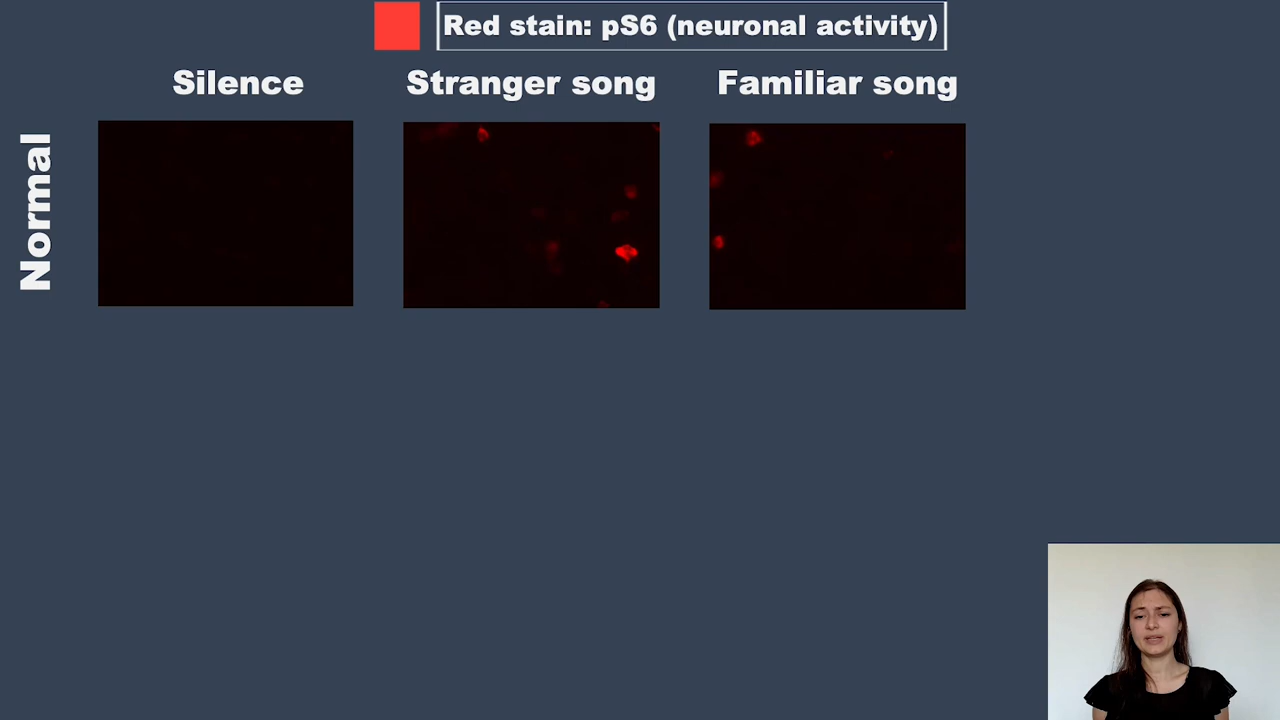 Red stain: pS6 (neuronal activity)
Silence
Stranger song
Familiar song
Normal